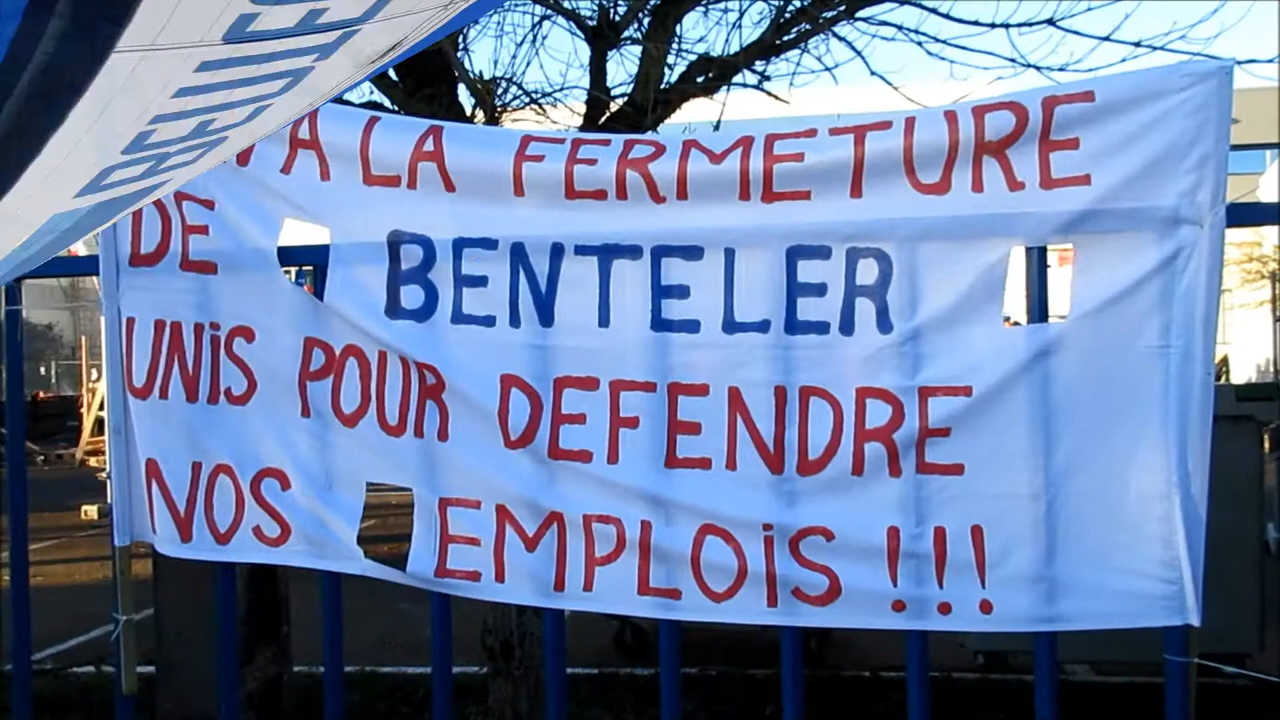 À LA FERMETURE
DE BENTELER
UNiS POUR DEFENDRE
NOS EMPLOiS !!!